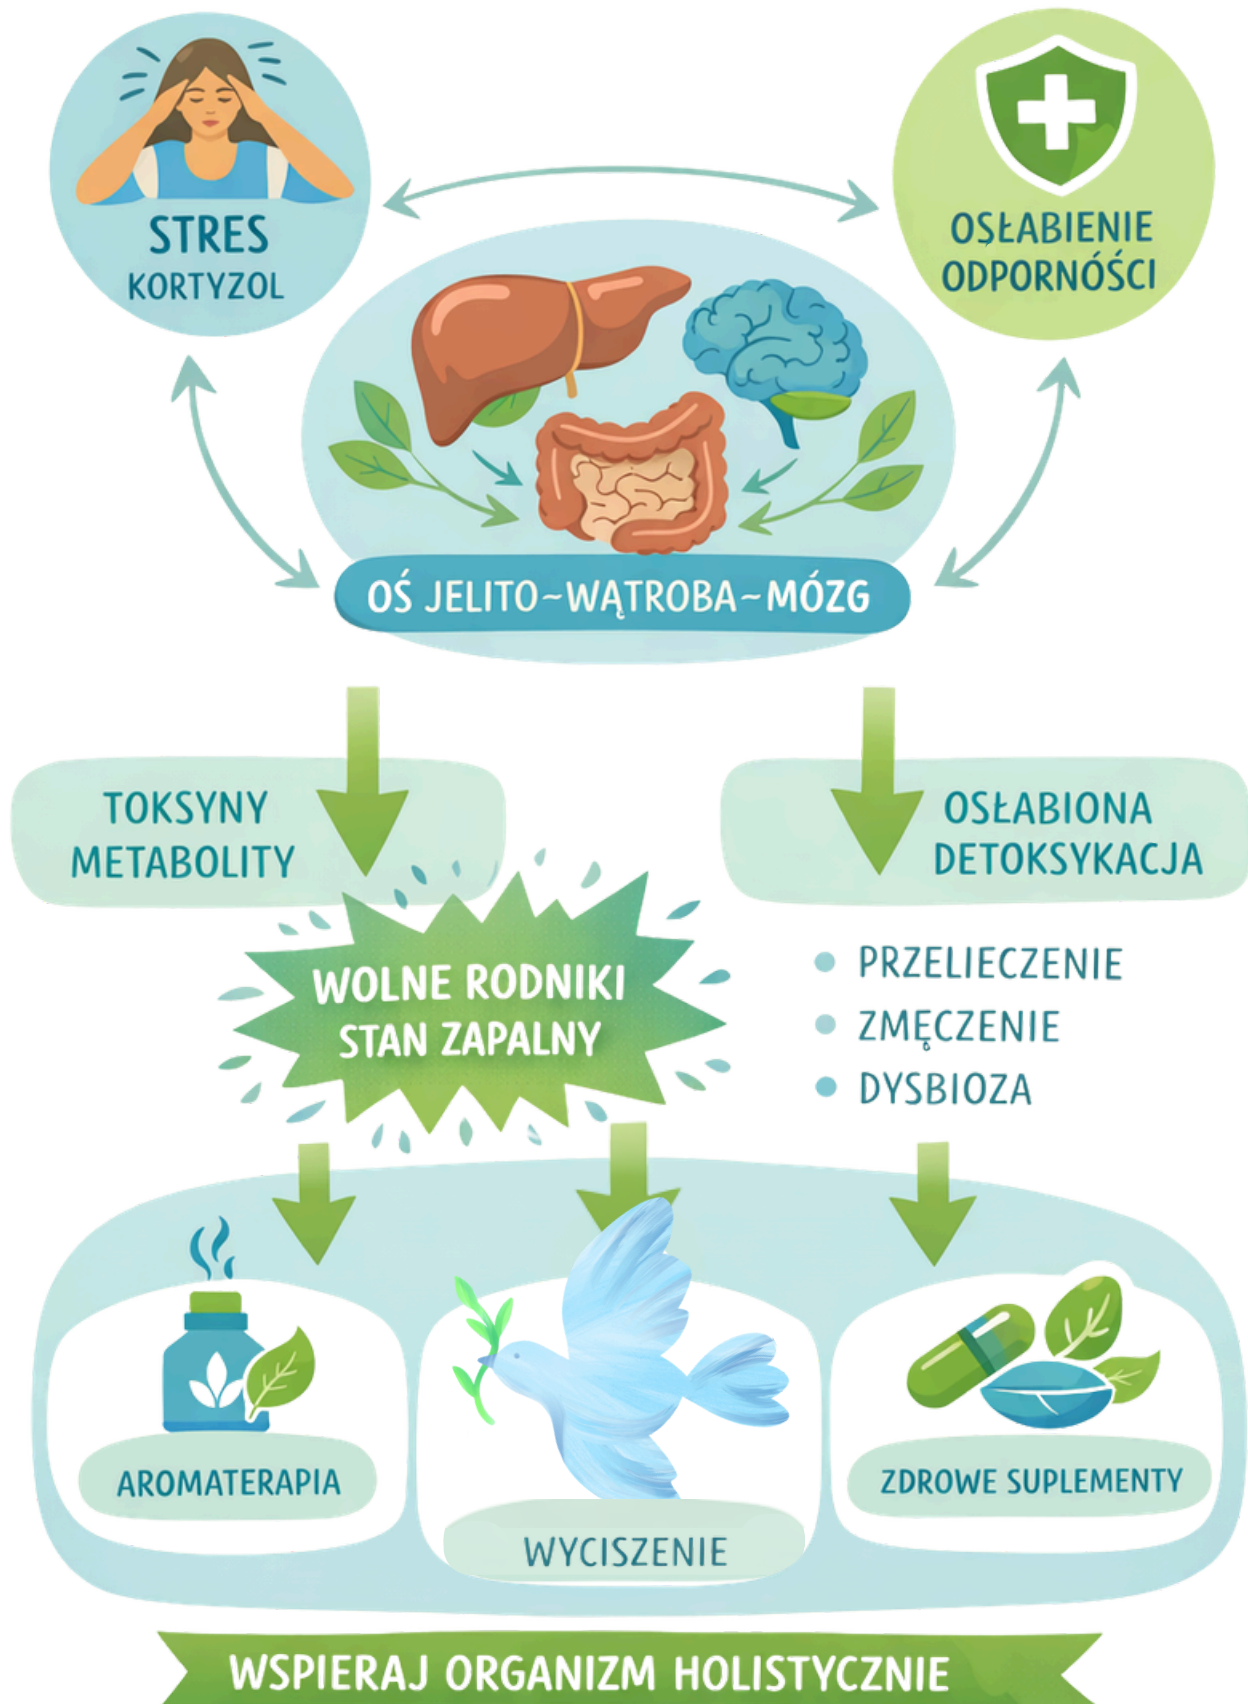 STRES
KORTYZOL
OSŁABIENIE
ODPORNÓŚCI
OŚ JELITO~WĄTROBA~MÓZG
TOKSYNY
METABOLITY
OSŁABIONA
DETOKSYKACJA
WOLNE RODNIKI
STAN ZAPALNY
• PRZELIECZENIE
• ZMĘCZENIE
• DYSBIOZA
AROMATERAPIA
WYCISZENIE
ZDROWE SUPLEMENTY
WSPIERAJ ORGANIZM HOLISTYCZNIE